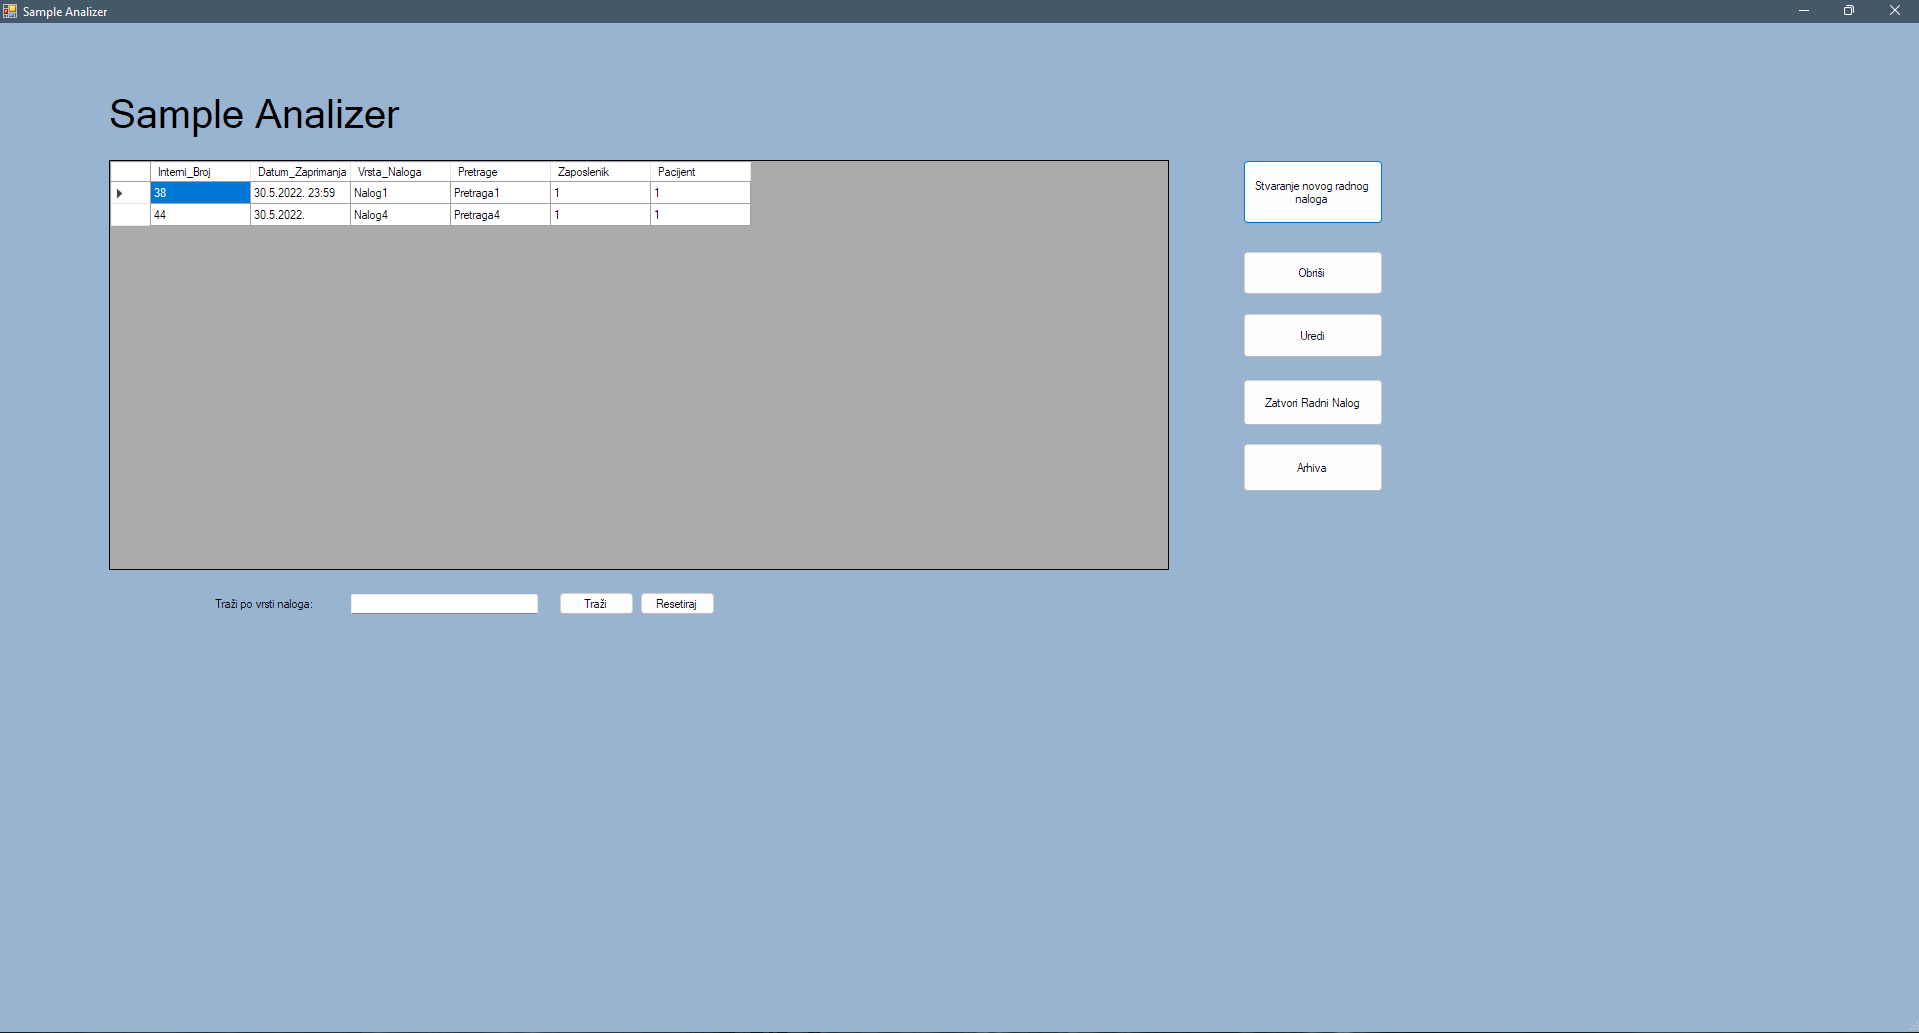 Sample Analizer
Sample Analizer
Interni_Broj Datum_Zaprimanja Vrsta_Naloga Pretrage Zaposlenik Pacijent
38 30.5.2022. 23:59 Nalog1 Pretraga1 1 1
44 30.5.2022. Nalog4 Pretraga4 1 1
Stvaranje novog radnog
naloga
Obriši
Uredi
Zatvori Radni Nalog
Arhiva
Traži po vrsti naloga:
Traži
Resetiraj